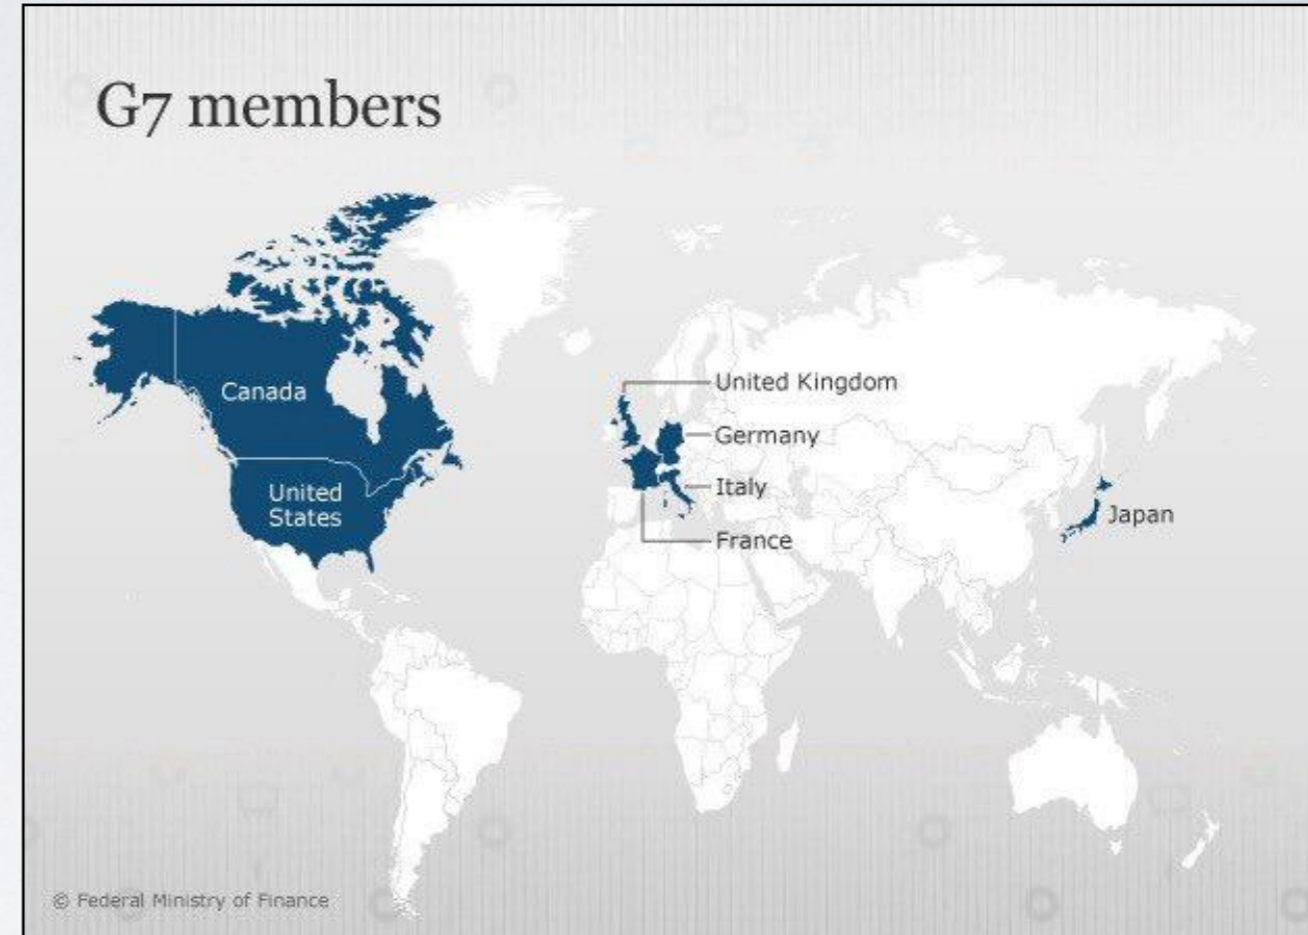 G7 members
Canada
United
States
United Kingdom
Germany
Italy
France
Japan
© Federal Ministry of Finance